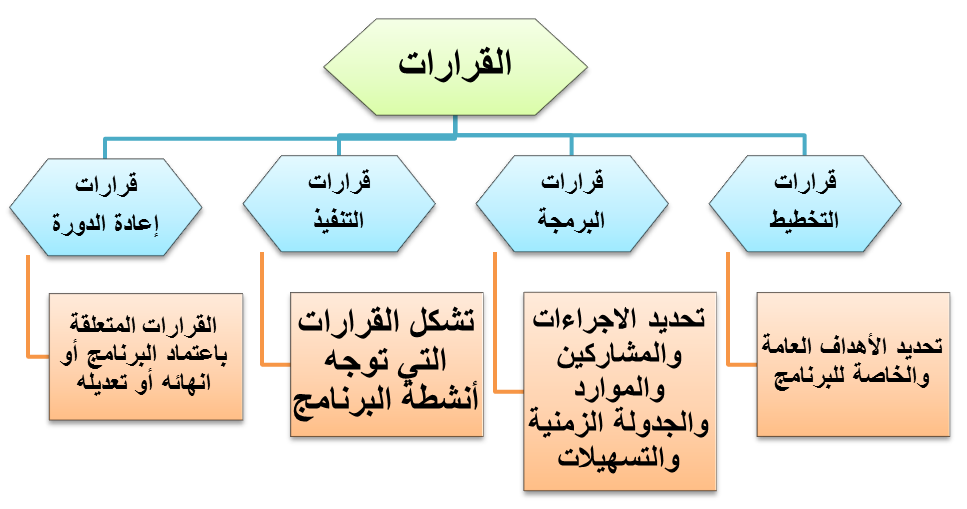 القرارات
قرارات
التخطيط
قرارات
البرمجة
قرارات
التنفيذ
قرارات
إعادة الدورة
تحديد الأهداف العامة
والخاصة للبرنامج
تحديد الاجراءات
والمشاركين
والموارد
والجدولة الزمنية
والتسهيلات
تشكل القرارات
التي توجه
أنشطة البرنامج
القرارات المتعلقة
باعتماد البرنامج أو
انهائه أو تعديله